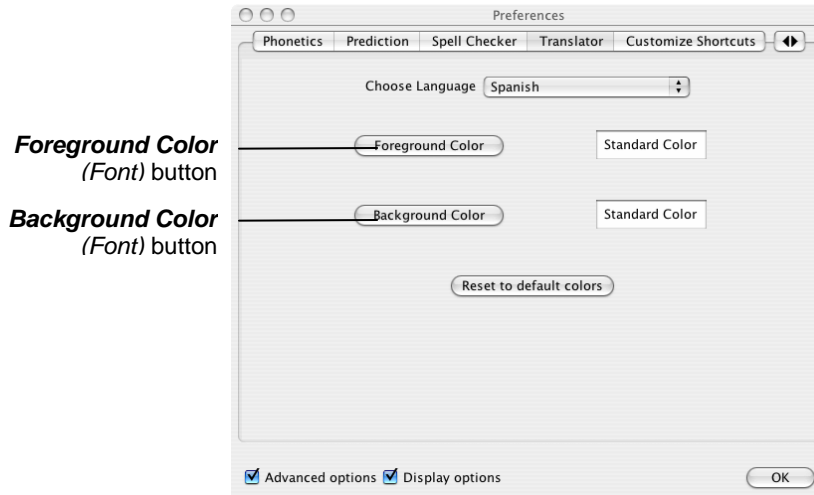 Preferences
Phonetics Prediction Spell Checker Translator Customize Shortcuts
Choose Language Spanish
Foreground Color
(Font) button
Foreground Color Standard Color
Background Color
(Font) button
Background Color Standard Color
Reset to default colors
Advanced options Display options OK